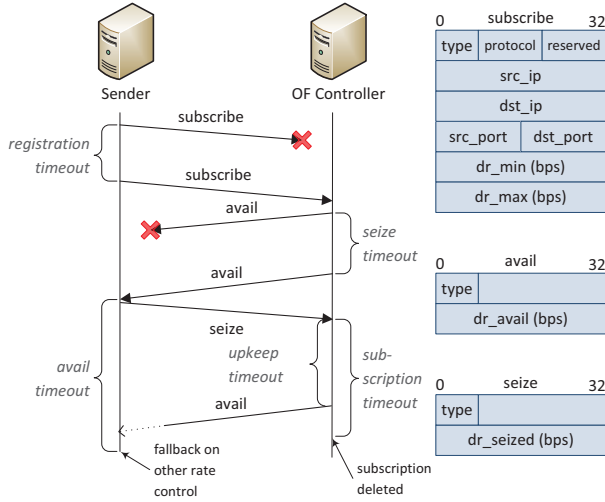 Sender
OF Controller
subscribe
registration
timeout
subscribe
avail
seize
timeout
avail
seize
upkeep
timeout
sub-
scription
timeout
avail
timeout
avail
fallback on
other rate
control
subscription
deleted
0 subscribe 32
type protocol reserved
src_ip
dst_ip
src_port dst_port
dr_min (bps)
dr_max (bps)
0 avail 32
type
dr_avail (bps)
0 seize 32
type
dr_seized (bps)